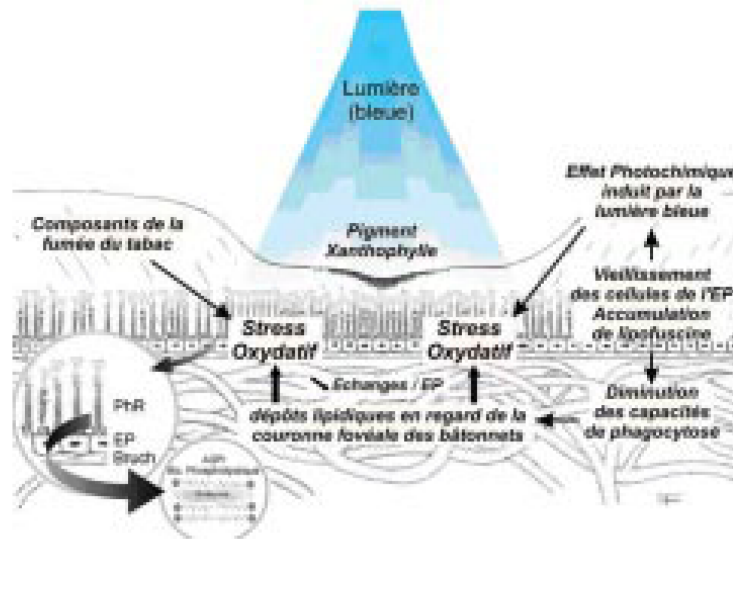 Lumière
(bleue)
Effet Photochimique
induit par la
lumière bleue
Composants de la
fumée du tabac
Pigment
Xanthophylle
Vieillissement
des cellules de l'EP
Accumulation
de lipofuscine
Stress
Oxydatif
Stress
Oxydatif
Echanges / EP
Diminution
des capacités
de phagocytose
dépôts lipidiques en regard de la
couronne fovéale des bâtonnets
PhR
EP
Bruch